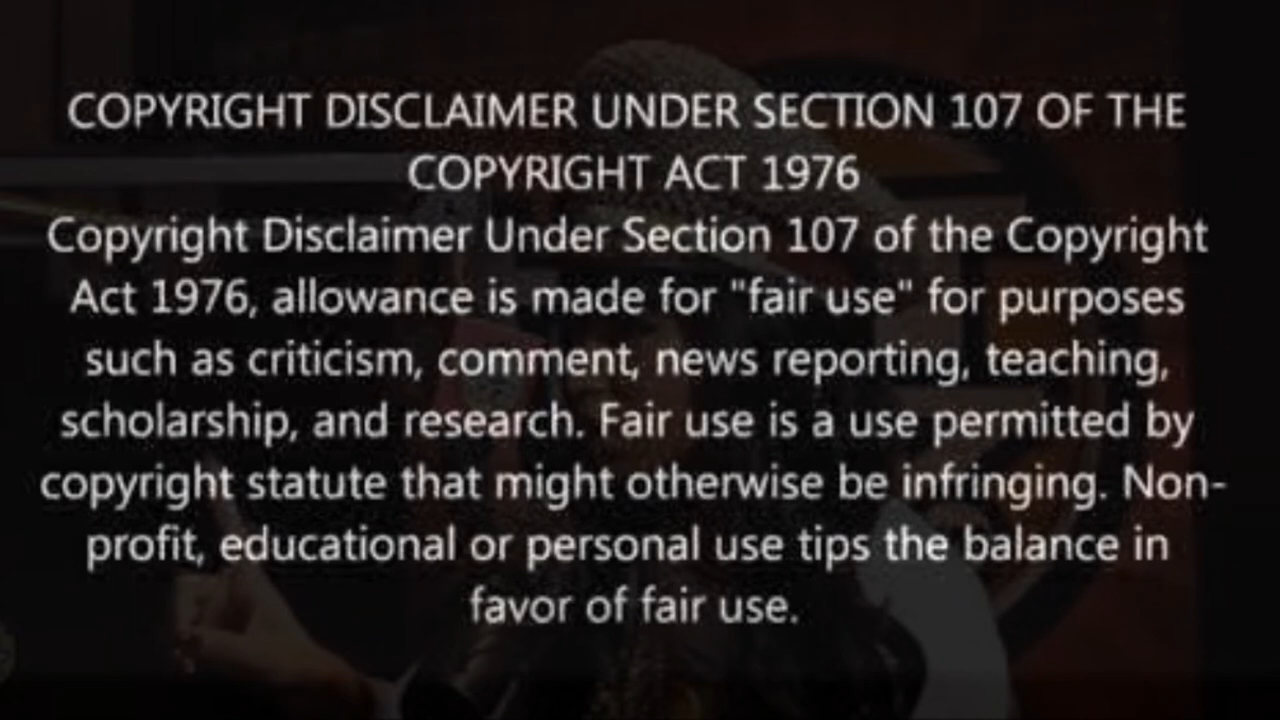 COPYRIGHT DISCLAIMER UNDER SECTION 107 OF THE
COPYRIGHT ACT 1976
Copyright Disclaimer Under Section 107 of the Copyright
Act 1976, allowance is made for "fair use" for purposes
such as criticism, comment, news reporting, teaching,
scholarship, and research. Fair use is a use permitted by
copyright statute that might otherwise be infringing. Non-
profit, educational or personal use tips the balance in
favor of fair use.